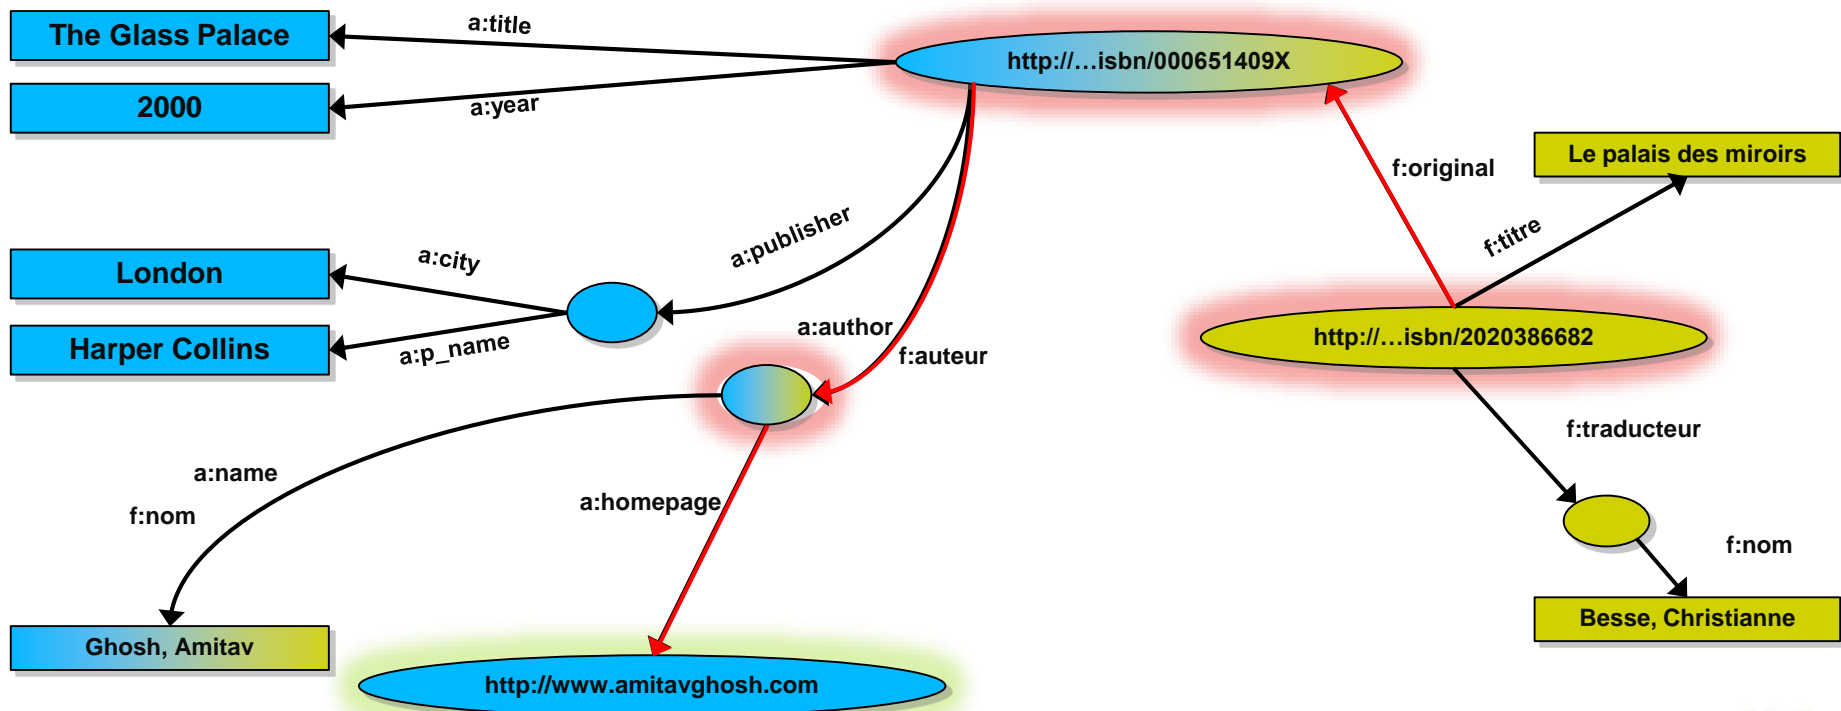 The Glass Palace
a:title
http://…isbn/000651409X
2000
a:year
Le palais des miroirs
f:original
f:titre
a:publisher
London
a:city
Harper Collins
a:p_name
a:author
f:auteur
http://…isbn/2020386682
f:traducteur
a:name
f:nom
a:homepage
f:nom
Ghosh, Amitav
http://www.amitavghosh.com
Besse, Christianne